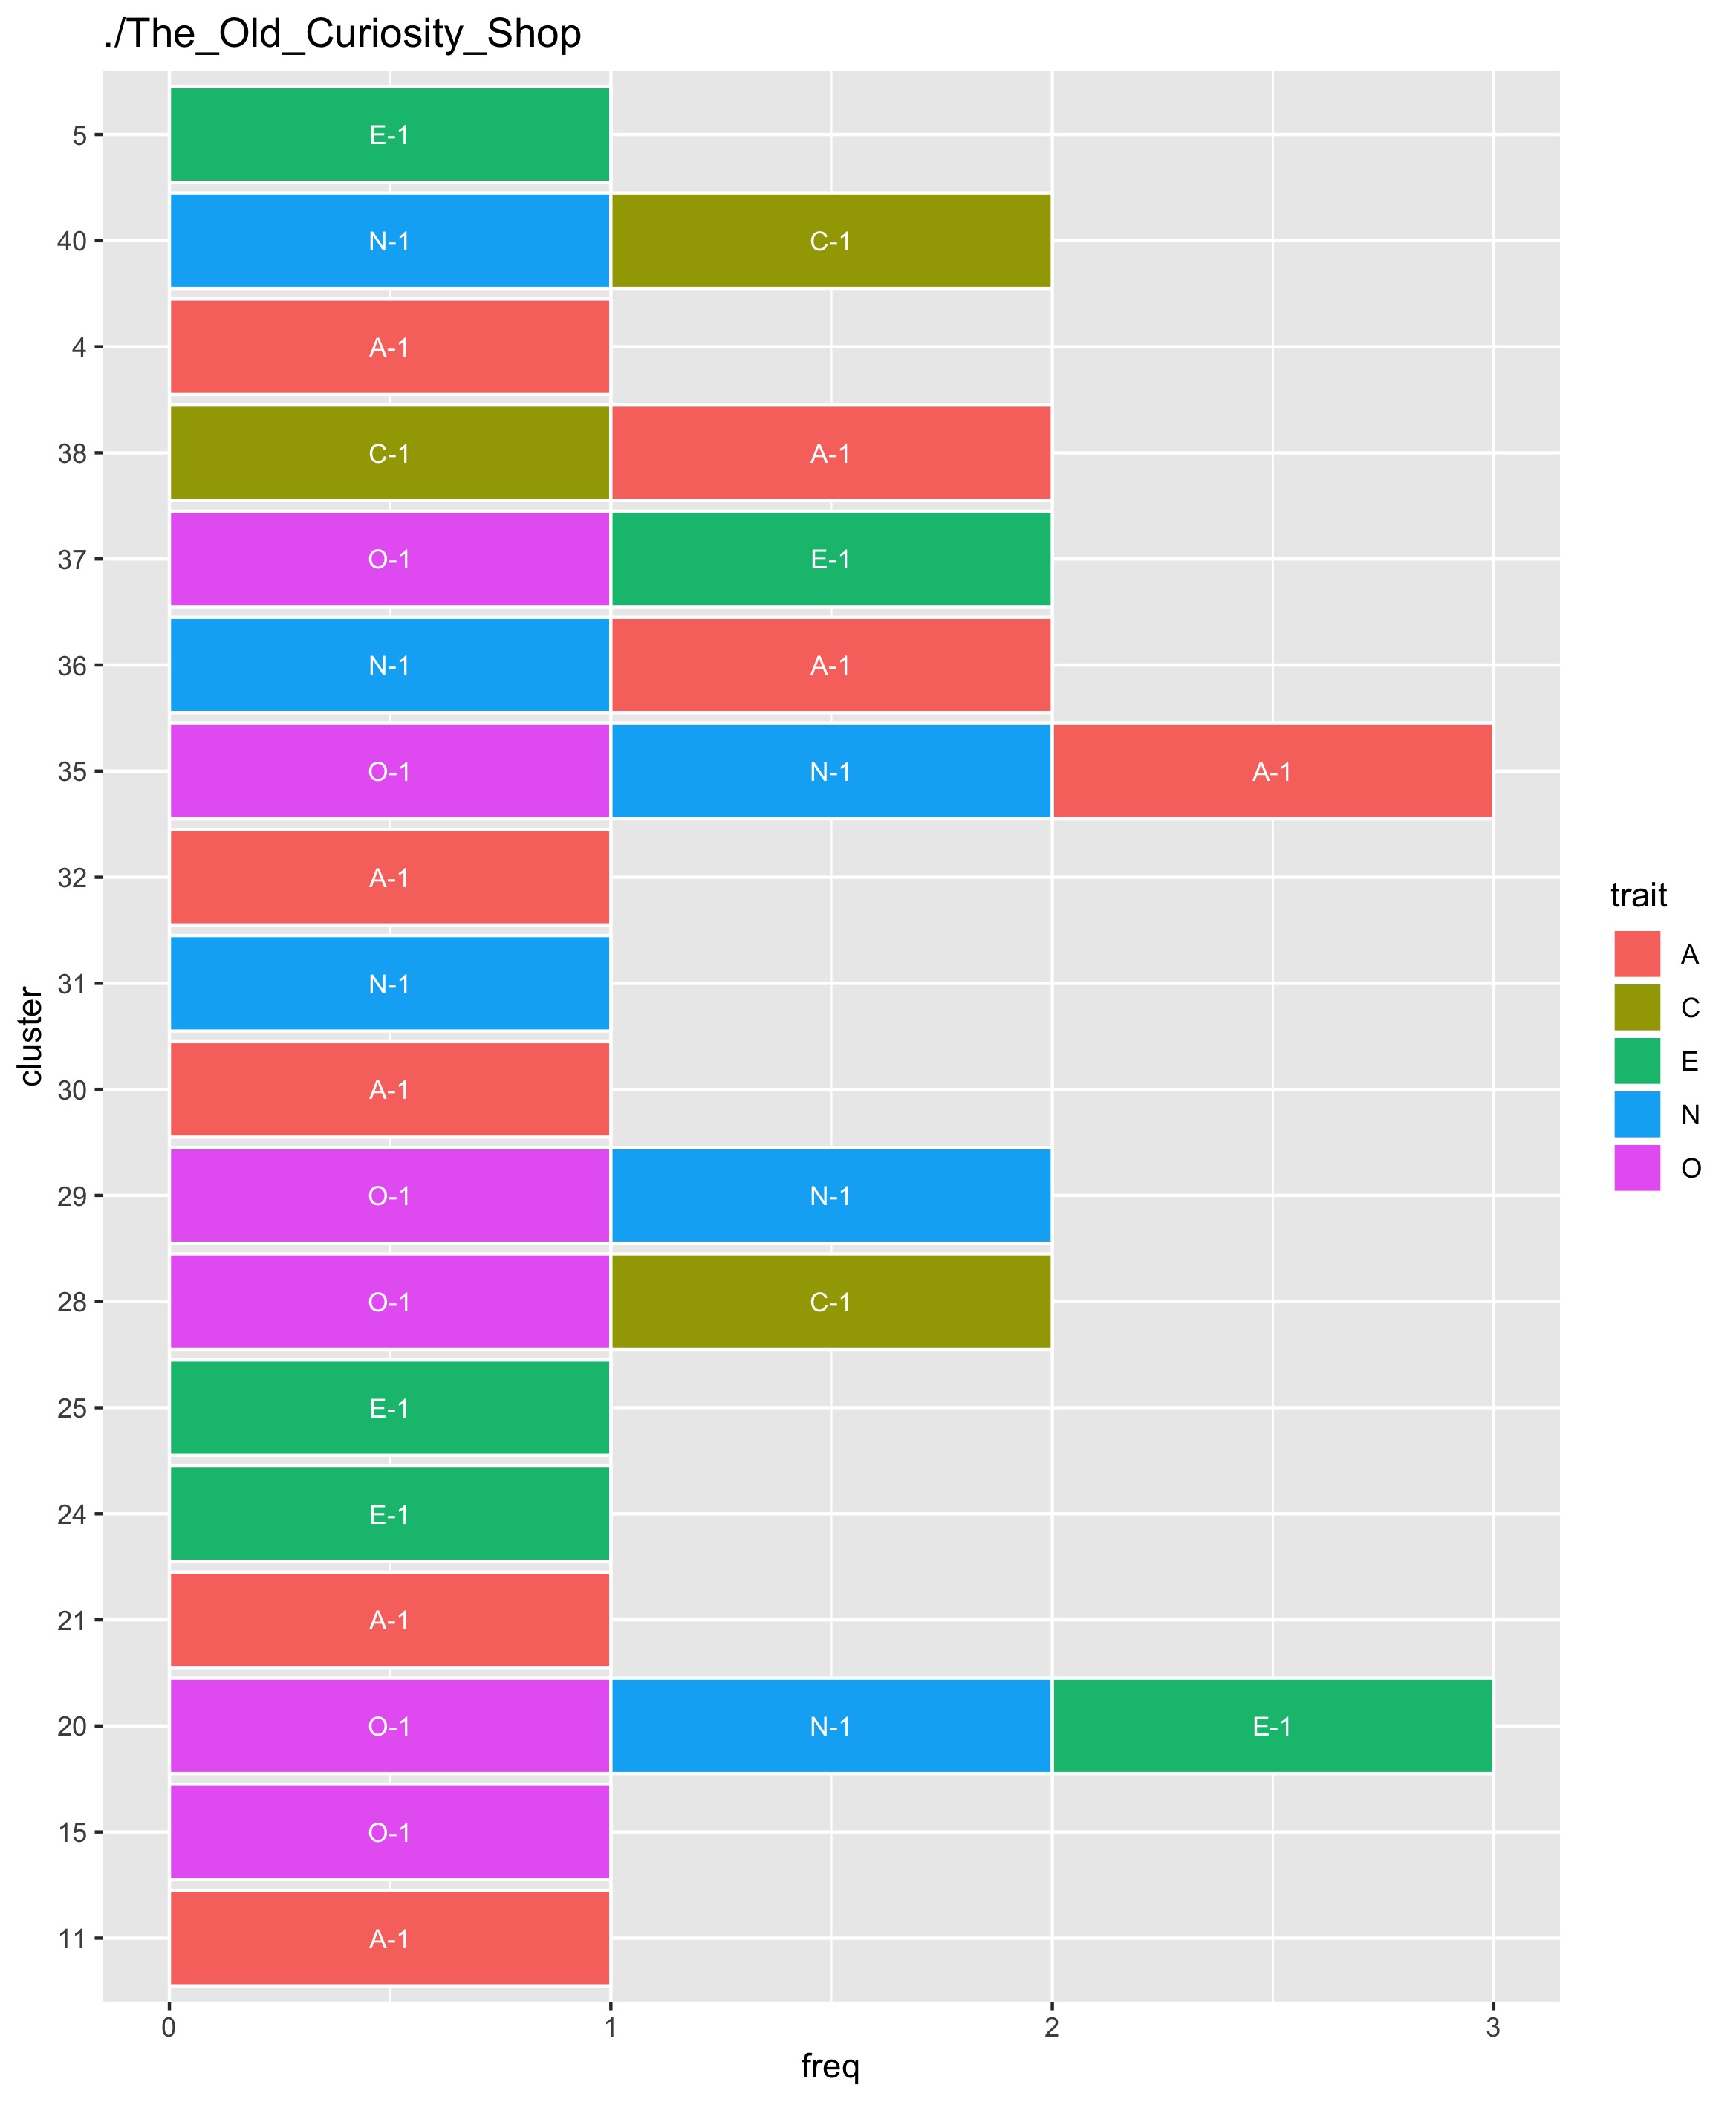 ./The_Old_Curiosity_Shop
5 E-1
40 N-1 C-1
4 A-1
38 C-1 A-1
37 O-1 E-1
36 N-1 A-1
35 O-1 N-1 A-1
32 A-1
31 N-1
30 A-1
29 O-1 N-1
28 O-1 C-1
25 E-1
24 E-1
21 A-1
20 O-1 N-1 E-1
15 O-1
11 A-1
0 1 2 3
freq
cluster
trait
A
C
E
N
O